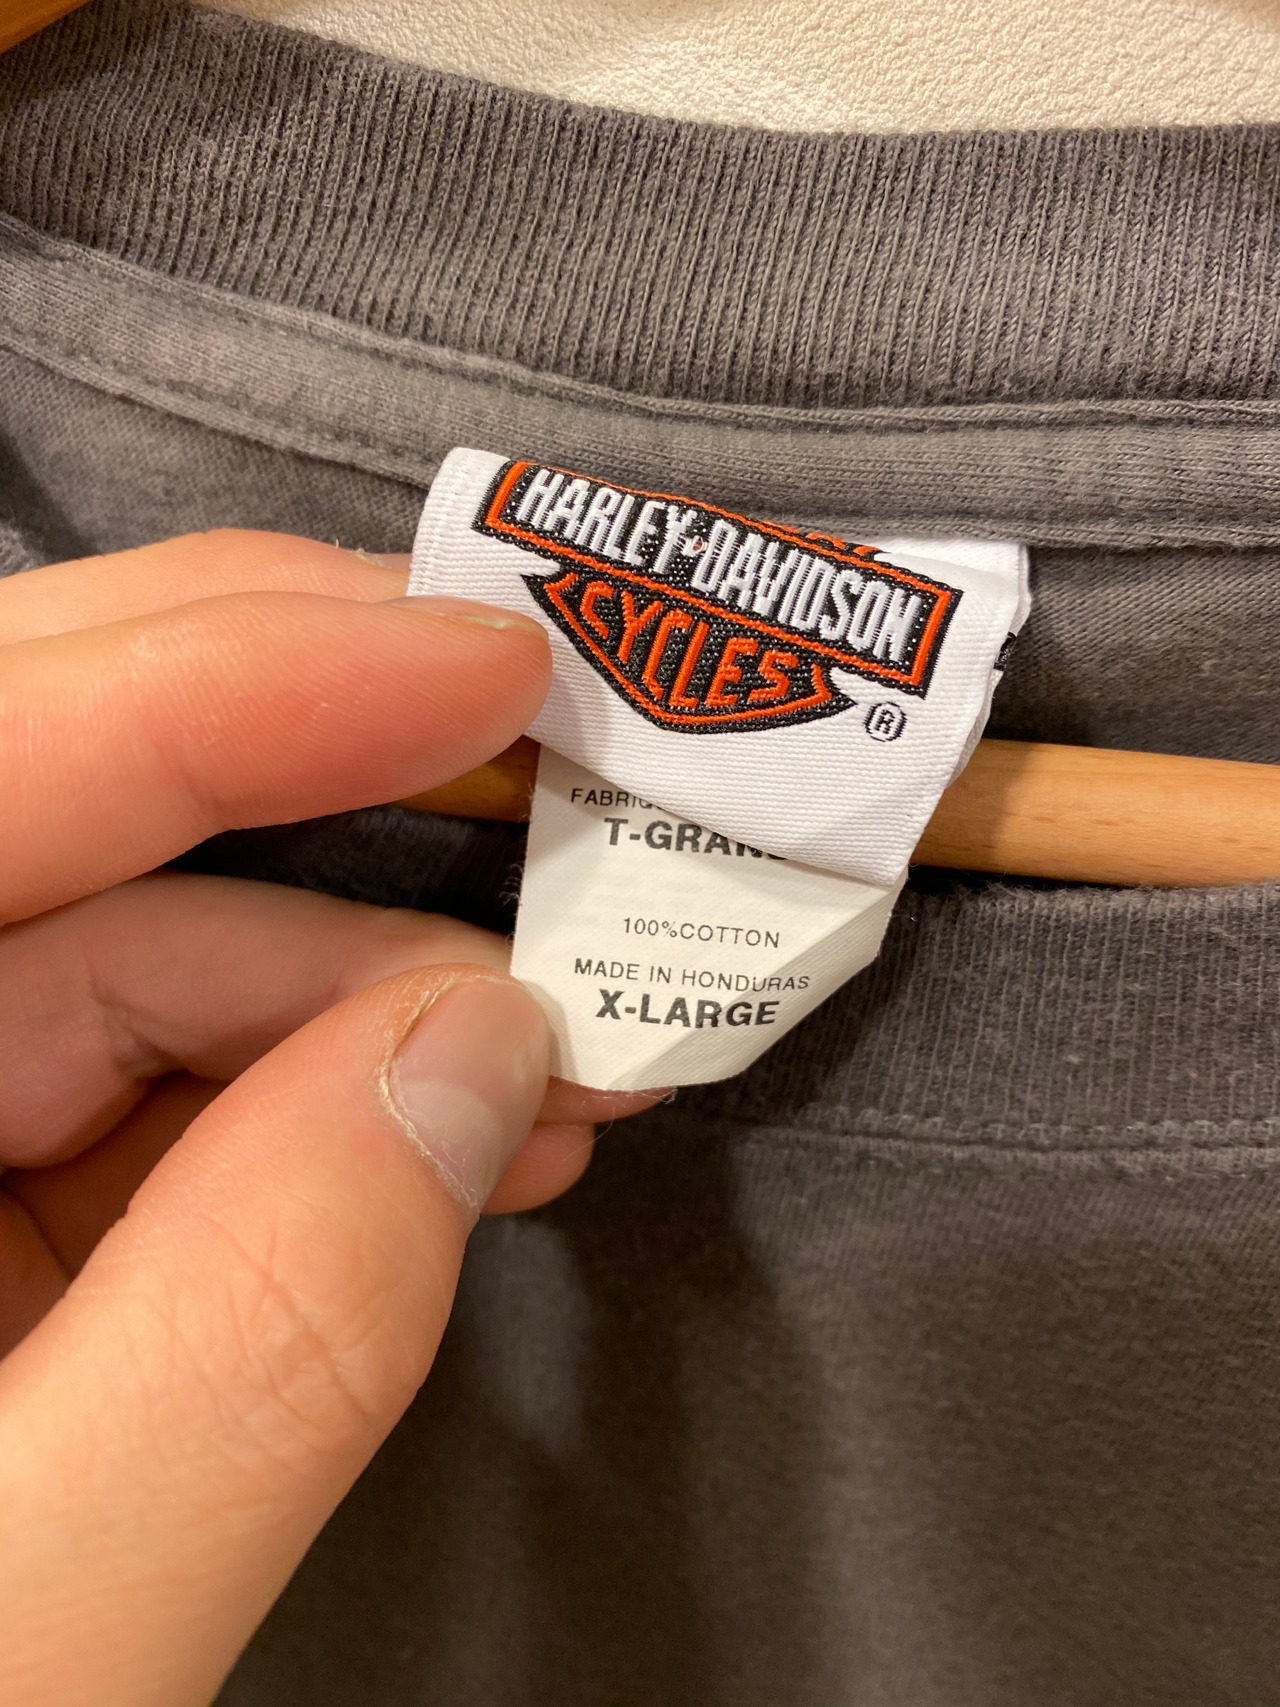 HARLEY-DAVIDSON
CYCLES
®
T-GRAN
100%COTTON
MADE IN HONDURAS
X-LARGE